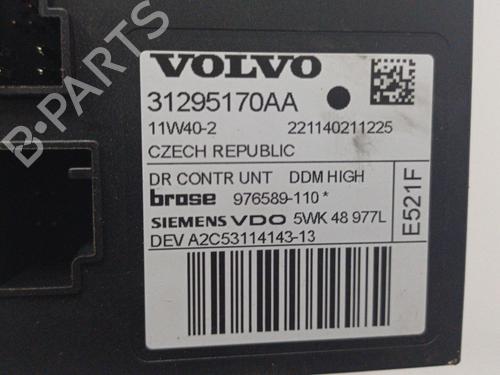 VOLVO
31295170AA
11W40-2 221140211225
CZECH REPUBLIC
DR CONTR UNT DDM HIGH
brose 976589-110*
SIEMENS VDO 5WK 48 977L
DEV A2C53114143-13
E521F
B-PARTS